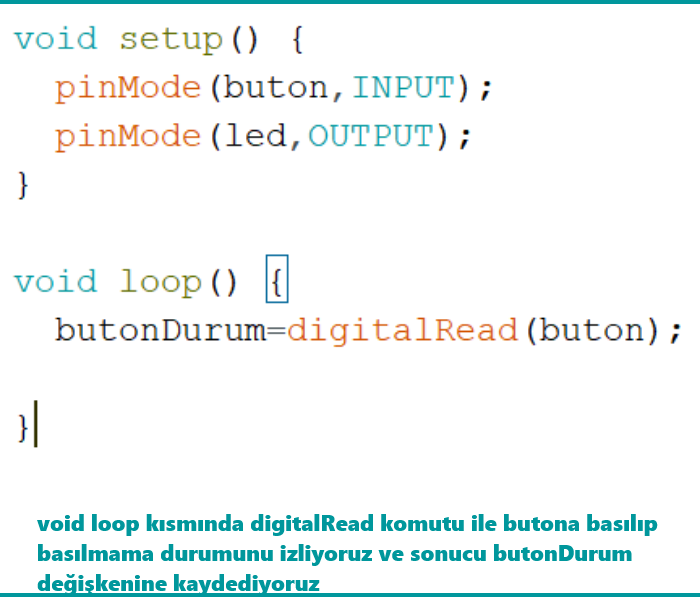 void setup() {
  pinMode(buton,INPUT);
  pinMode(led,OUTPUT);
}
void loop() {
  butonDurum=digitalRead(buton);
}
void loop kısmında digitalRead komutu ile butona basılıp
basılmama durumunu izliyoruz ve sonucu butonDurum
değişkenine kaydediyoruz